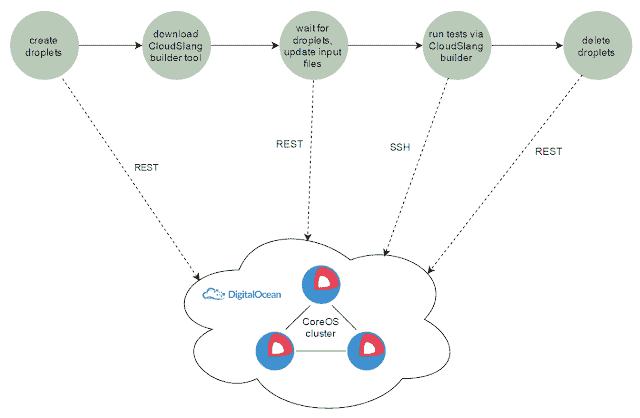 create
droplets
download
CloudSlang
builder tool
wait for
droplets,
update input
files
run tests via
CloudSlang
builder
delete
droplets
REST
REST
SSH
REST
DigitalOcean
CoreOS
cluster